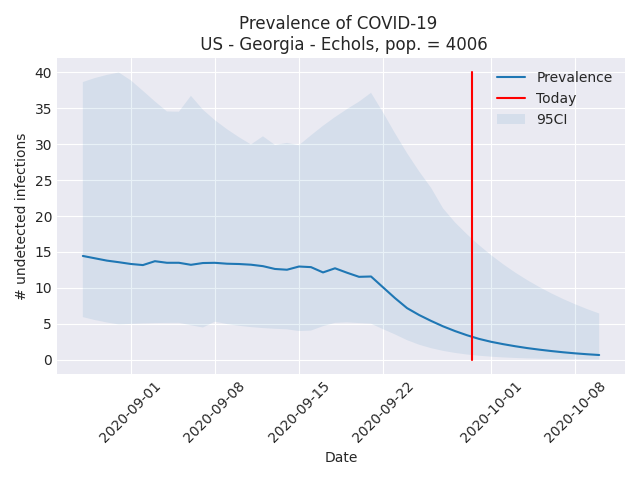 Prevalence of COVID-19
US - Georgia - Echols, pop. = 4006
40
35
30
25
20
15
10
5
0
# undetected infections
Prevalence
Today
95CI
2020-09-01
2020-09-08
2020-09-15
2020-09-22
2020-10-01
2020-10-08
Date